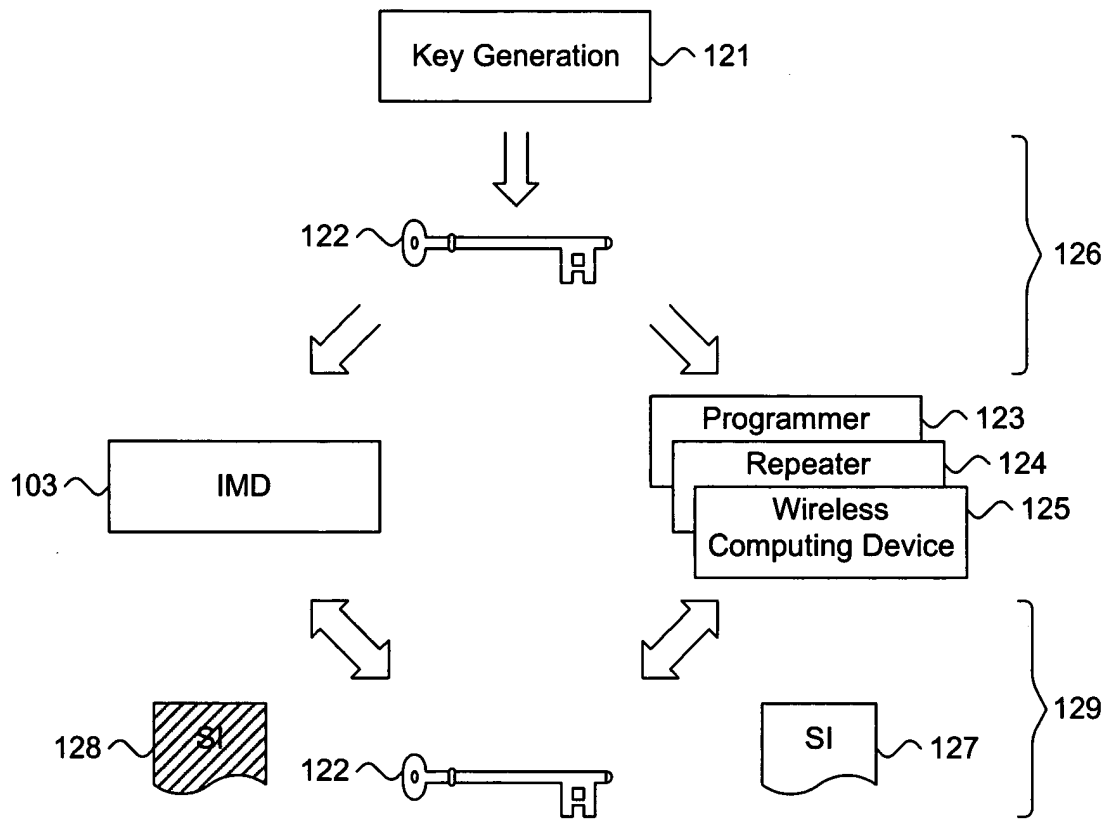 Key Generation
121
122
126
Programmer
123
103
IMD
Repeater
124
Wireless
Computing Device
125
128
SI
122
SI
127
129